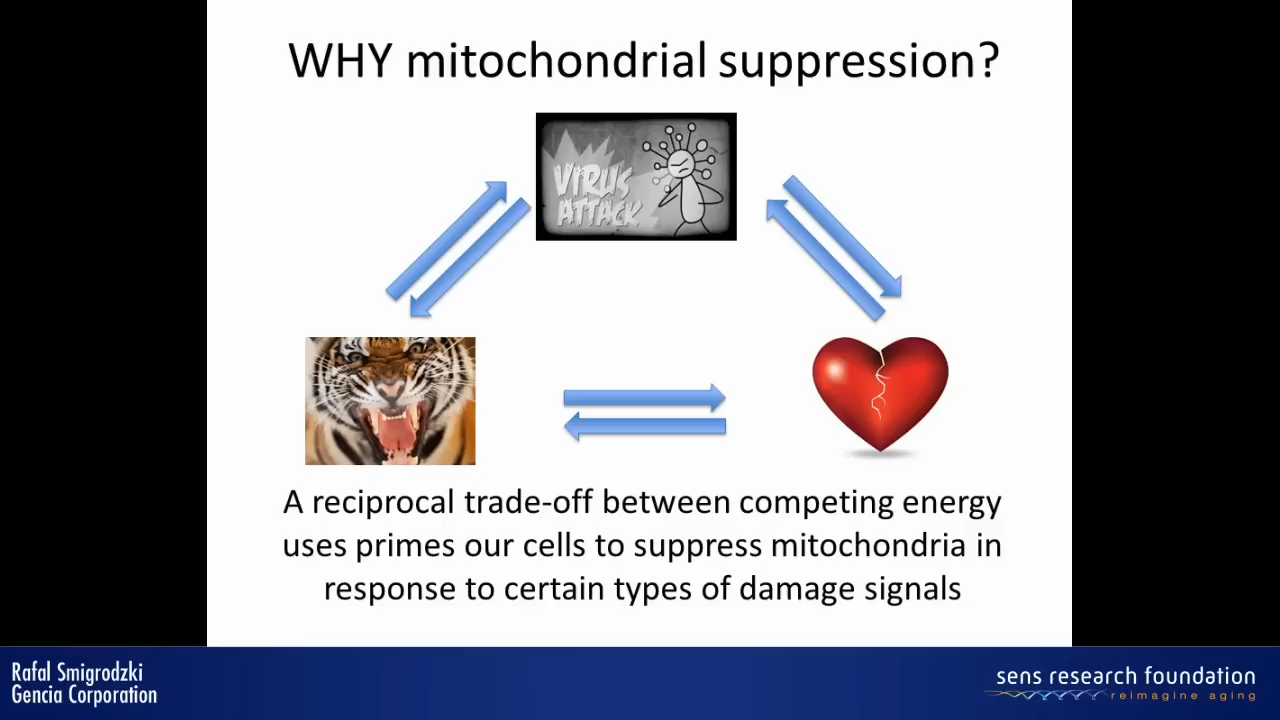 WHY mitochondrial suppression?
VIRUS
ATTACK
A reciprocal trade-off between competing energy
uses primes our cells to suppress mitochondria in
response to certain types of damage signals
Rafal Smigrodzki
Gencia Corporation
sens research foundation
reimagine aging